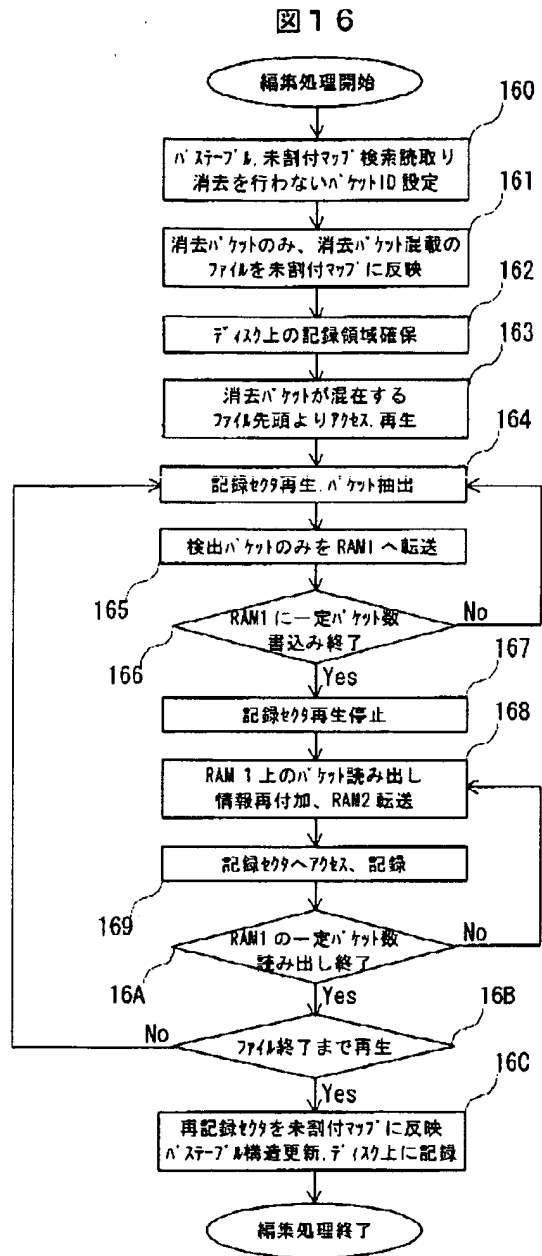 図16
編集処理開始
160
ﾊﾟｽﾃｰﾌﾞﾙ,未割付ﾏｯﾌﾟ検索読取り
消去を行わないﾊﾟｹｯﾄID設定
161
消去ﾊﾟｹｯﾄのみ、消去ﾊﾟｹｯﾄ混載の
ﾌｧｲﾙを未割付ﾏｯﾌﾟに反映
162
ﾃﾞｨｽｸ上の記録領域確保
163
消去ﾊﾟｹｯﾄが混在する
ﾌｧｲﾙ先頭よりｱｸｾｽ,再生
164
記録ｾｸﾀ再生,ﾊﾟｹｯﾄ抽出
検出ﾊﾟｹｯﾄのみをRAM1へ転送
165
RAM1に一定ﾊﾟｹｯﾄ数
書込み終了
No
166
Yes
167
記録ｾｸﾀ再生停止
168
RAM1上のﾊﾟｹｯﾄ読み出し
情報再付加、RAM2転送
記録ｾｸﾀへｱｸｾｽ、記録
169
RAM1の一定ﾊﾟｹｯﾄ数
読み出し終了
No
16A
Yes
16B
ﾌｧｲﾙ終了まで再生
No
Yes
16C
再記録ｾｸﾀを未割付ﾏｯﾌﾟに反映
ﾊﾟｽﾃｰﾌﾞﾙ構造更新,ﾃﾞｨｽｸ上に記録
編集処理終了